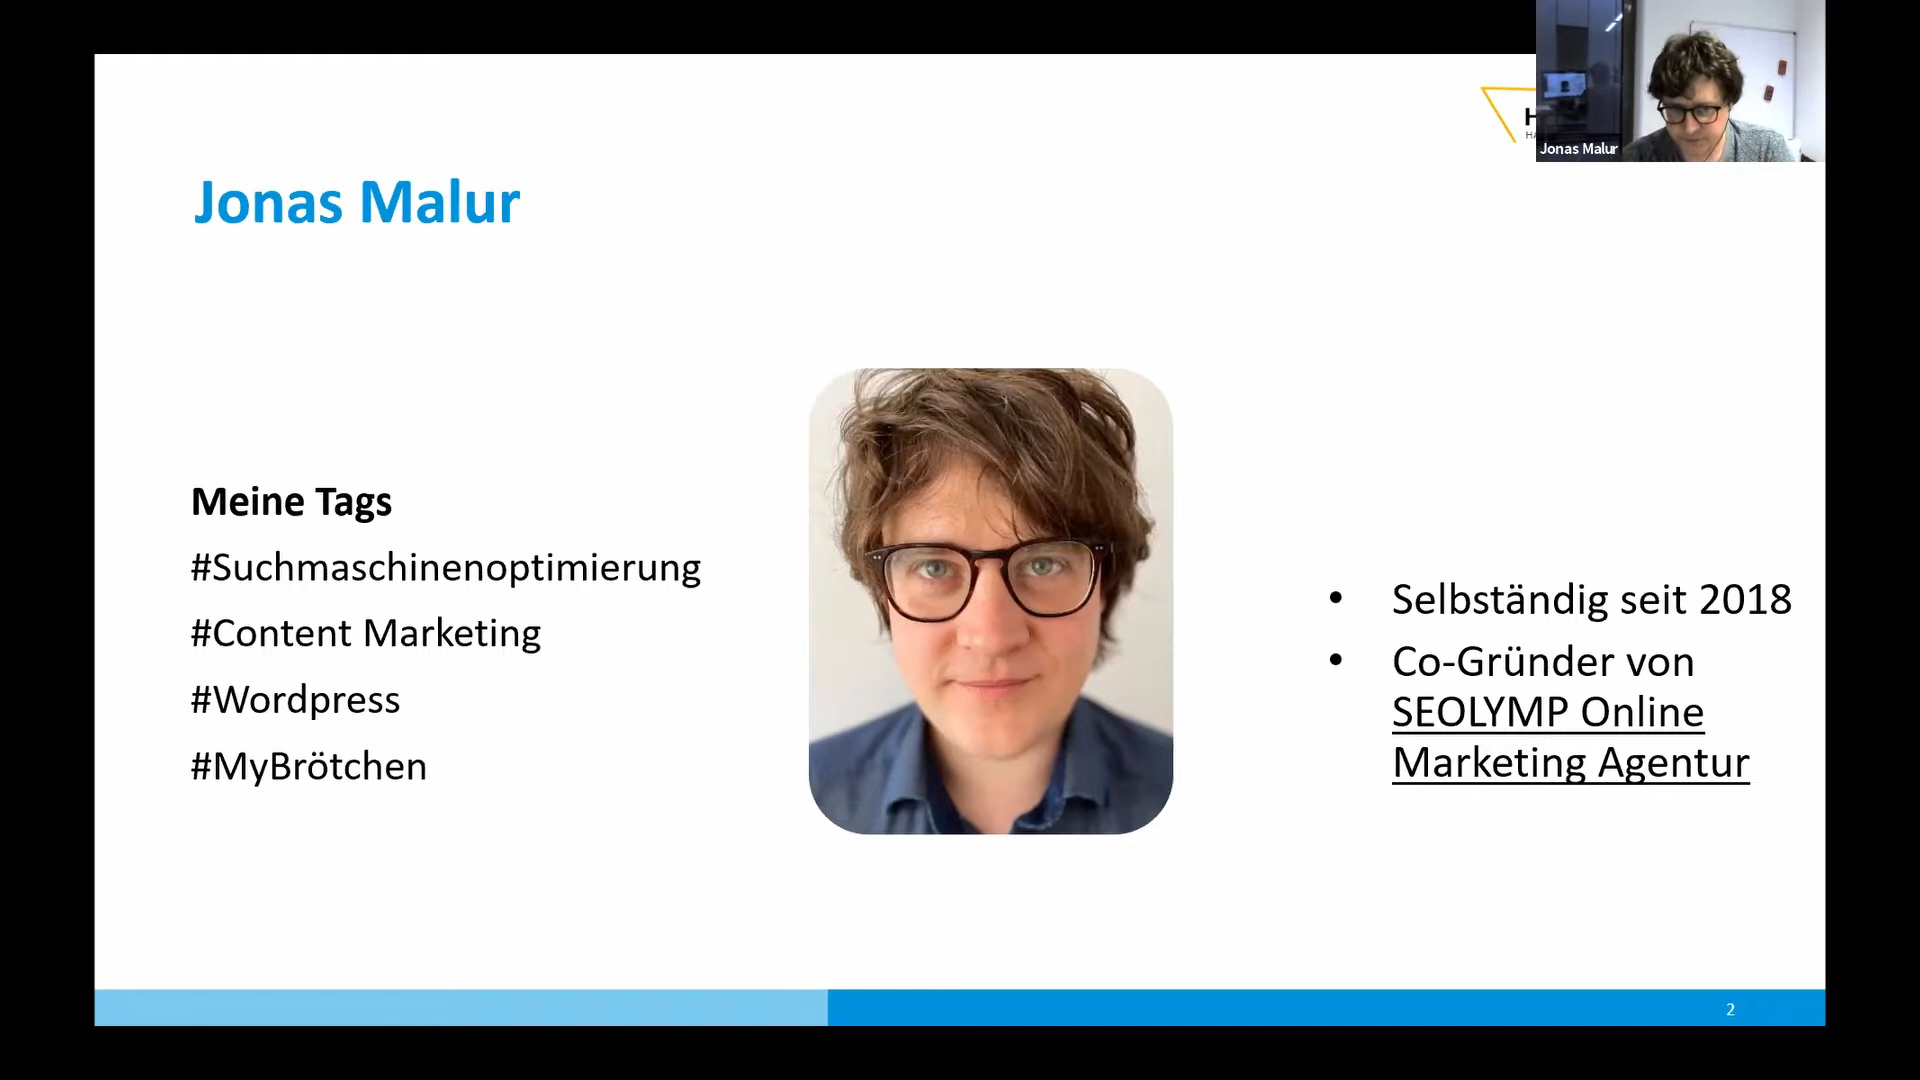 Jonas Malur
Jonas Malur
Meine Tags
#Suchmaschinenoptimierung
#Content Marketing
#Wordpress
#MyBrötchen
• Selbständig seit 2018
• Co-Gründer von
SEOLYMP Online
Marketing Agentur
2